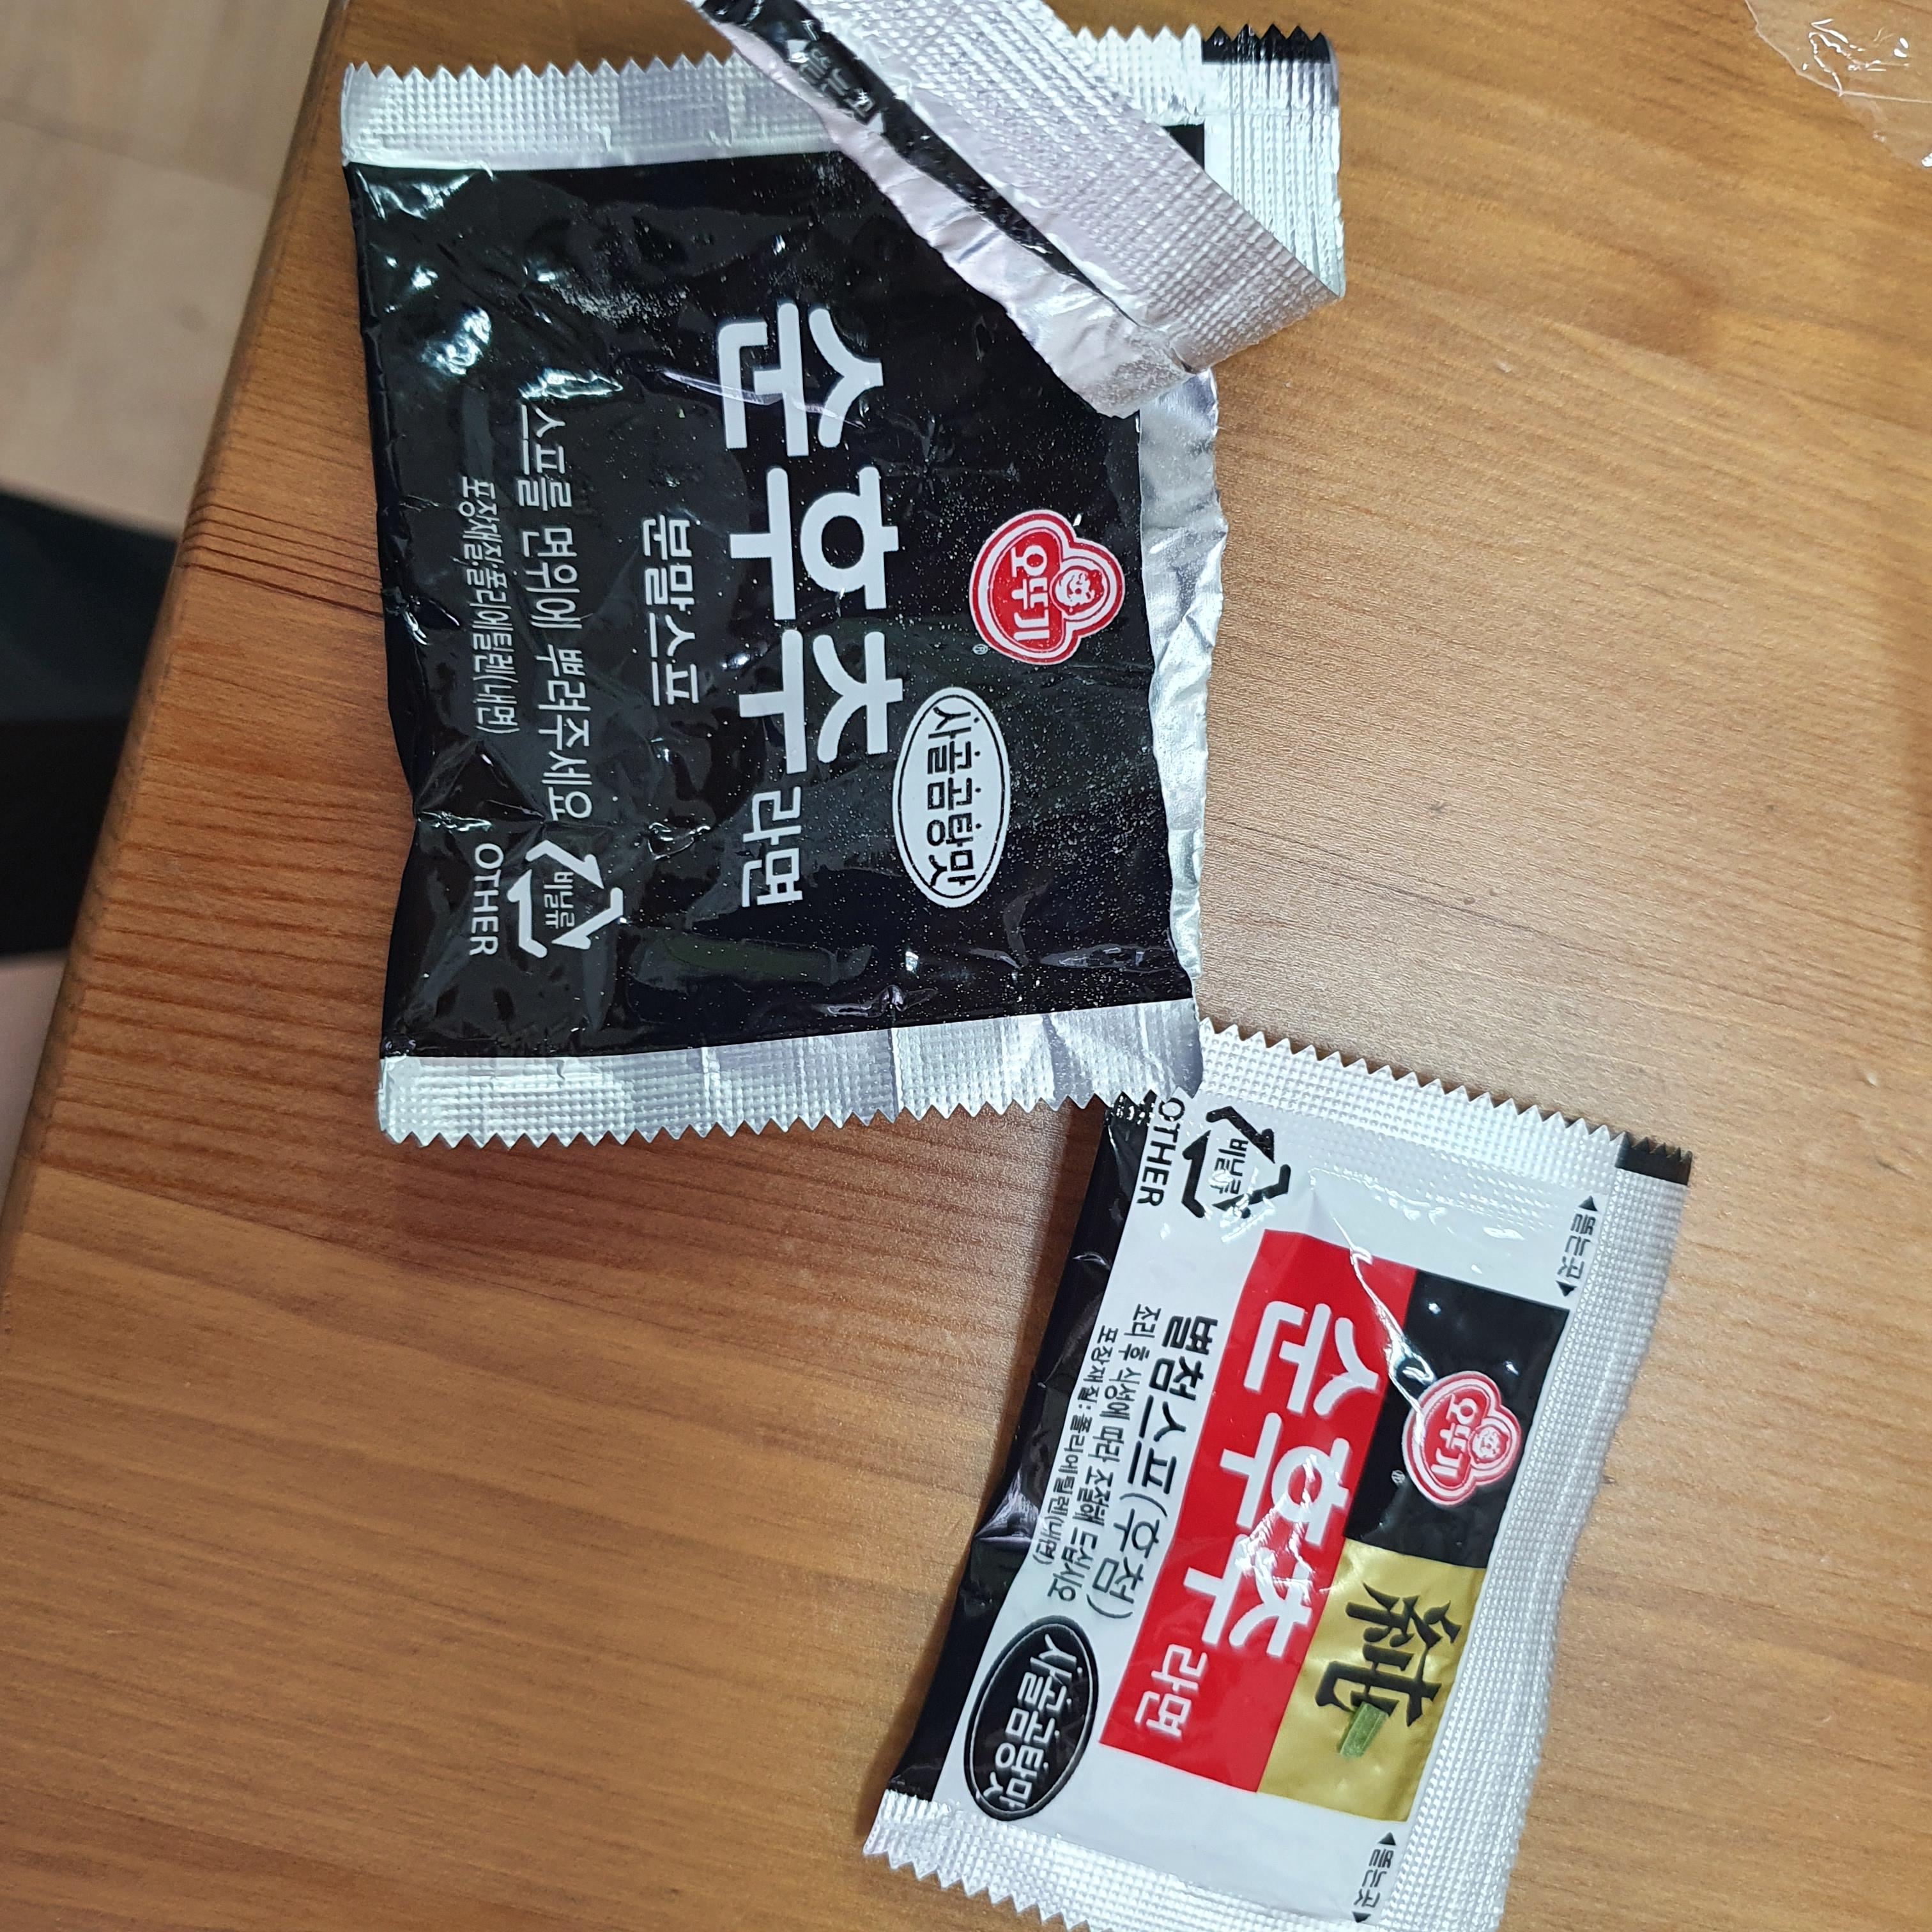 오뚜기
®
사골곰탕맛
순후추라면
분말스프
스프를 면위에 뿌려주세요
포장재질:폴리에틸렌(내면)
비닐류
OTHER
◀뜯는곳▶
◀뜯는곳▶
오뚜기
®
純
순후추라면
별첨스프(후첨)
조리 후 식성에 따라 조절해 드십시오
포장재질:폴리에틸렌(내면)
사골곰탕맛
비닐류
OTHER